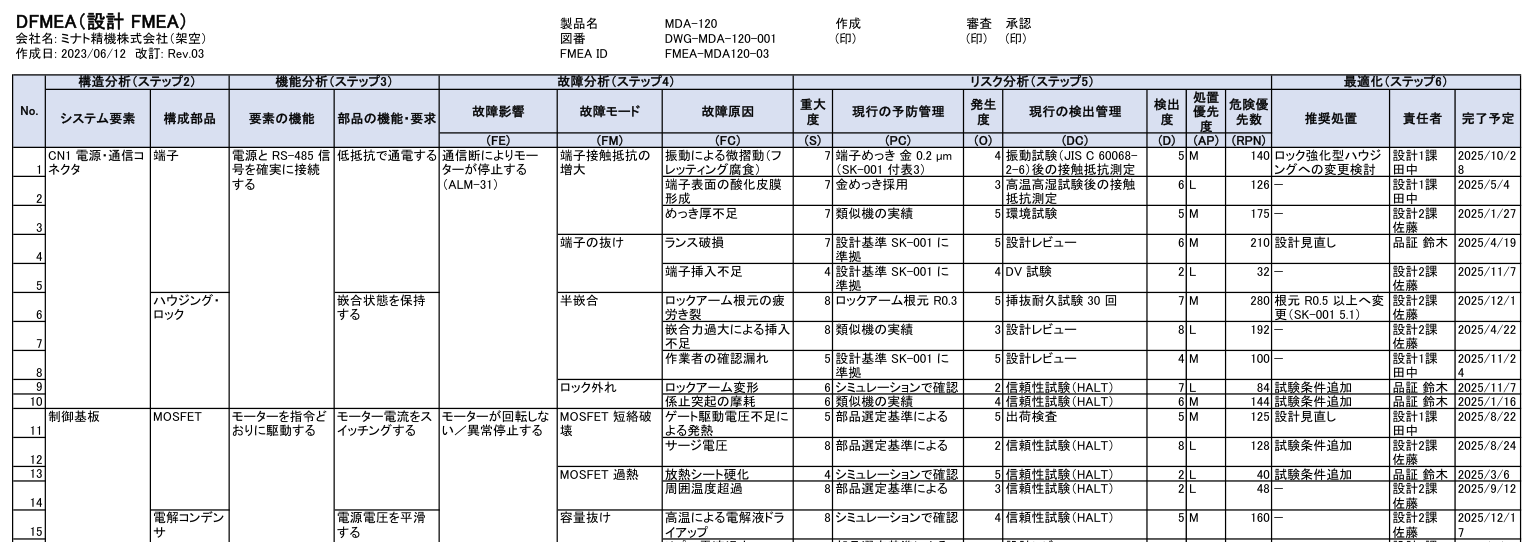 DFMEA（設計 FMEA）
会社名: ミナト精機株式会社（架空）
作成日: 2023/06/12 改訂: Rev.03
製品名 MDA-120 作成 審査 承認
図番 DWG-MDA-120-001 (印) (印) (印)
FMEA ID FMEA-MDA120-03
No. 構造分析（ステップ2） 機能分析（ステップ3） 故障分析（ステップ4） リスク分析（ステップ5） 最適化（ステップ6）
システム要素 構成部品 要素の機能 部品の機能・要求 故障影響 故障モード 故障原因 重大度 現行の予防管理 発生度 現行の検出管理 検出度 処置優先度 危険優先数 推奨処置 責任者 完了予定
(FE) (FM) (FC) (S) (PC) (O) (DC) (D) (AP) (RPN)
1 CN1 電源・通信コネクタ 端子 電源と RS-485 信号を確実に接続する 低抵抗で通電する 通信断によりモーターが停止する（ALM-31） 端子接触抵抗の増大 振動による微摺動（フレッティング腐食） 7 端子めっき 金 0.2 μm（SK-001 付表3） 4 振動試験（JIS C 60068-2-6）後の接触抵抗測定 5 M 140 ロック強化型ハウジングへの変更検討 設計1課 田中 2025/10/28
2 端子表面の酸化皮膜形成 7 金めっき採用 3 高温高湿試験後の接触抵抗測定 6 L 126 － 設計1課 田中 2025/5/4
3 めっき厚不足 7 類似機の実績 5 環境試験 5 M 175 － 設計2課 佐藤 2025/1/27
4 端子の抜け ランス破損 7 設計基準 SK-001 に準拠 5 設計レビュー 6 M 210 設計見直し 品証 鈴木 2025/4/19
5 端子挿入不足 4 設計基準 SK-001 に準拠 4 DV 試験 2 L 32 － 設計2課 佐藤 2025/11/7
6 ハウジング・ロック 嵌合状態を保持する 半嵌合 ロックアーム根元の疲労き裂 8 ロックアーム根元 R0.3 5 挿抜耐久試験 30 回 7 M 280 根元 R0.5 以上へ変更（SK-001 5.1） 設計2課 佐藤 2025/12/1
7 嵌合力過大による挿入不足 8 類似機の実績 3 設計レビュー 8 L 192 － 設計2課 佐藤 2025/4/22
8 作業者の確認漏れ 5 設計基準 SK-001 に準拠 5 設計レビュー 4 M 100 － 設計1課 田中 2025/11/24
9 ロック外れ ロックアーム変形 6 シミュレーションで確認 2 信頼性試験（HALT） 7 L 84 試験条件追加 品証 鈴木 2025/11/7
10 係止突起の摩耗 6 類似機の実績 4 信頼性試験（HALT） 6 M 144 試験条件追加 品証 鈴木 2025/1/16
11 制御基板 MOSFET モーターを指令どおりに駆動する モーター電流をスイッチングする モーターが回転しない／異常停止する MOSFET 短絡破壊 ゲート駆動電圧不足による発熱 5 部品選定基準による 5 出荷検査 5 M 125 設計見直し 設計1課 田中 2025/8/22
12 サージ電圧 8 部品選定基準による 2 信頼性試験（HALT） 8 L 128 試験条件追加 設計2課 佐藤 2025/8/24
13 MOSFET 過熱 放熱シート硬化 4 シミュレーションで確認 5 信頼性試験（HALT） 2 L 40 試験条件追加 品証 鈴木 2025/3/6
14 周囲温度超過 8 部品選定基準による 3 信頼性試験（HALT） 2 L 48 － 設計2課 佐藤 2025/9/12
15 電解コンデンサ 電源電圧を平滑する 容量抜け 高温による電解液ドライアップ 8 シミュレーションで確認 4 信頼性試験（HALT） 5 M 160 － 設計2課 佐藤 2025/12/17